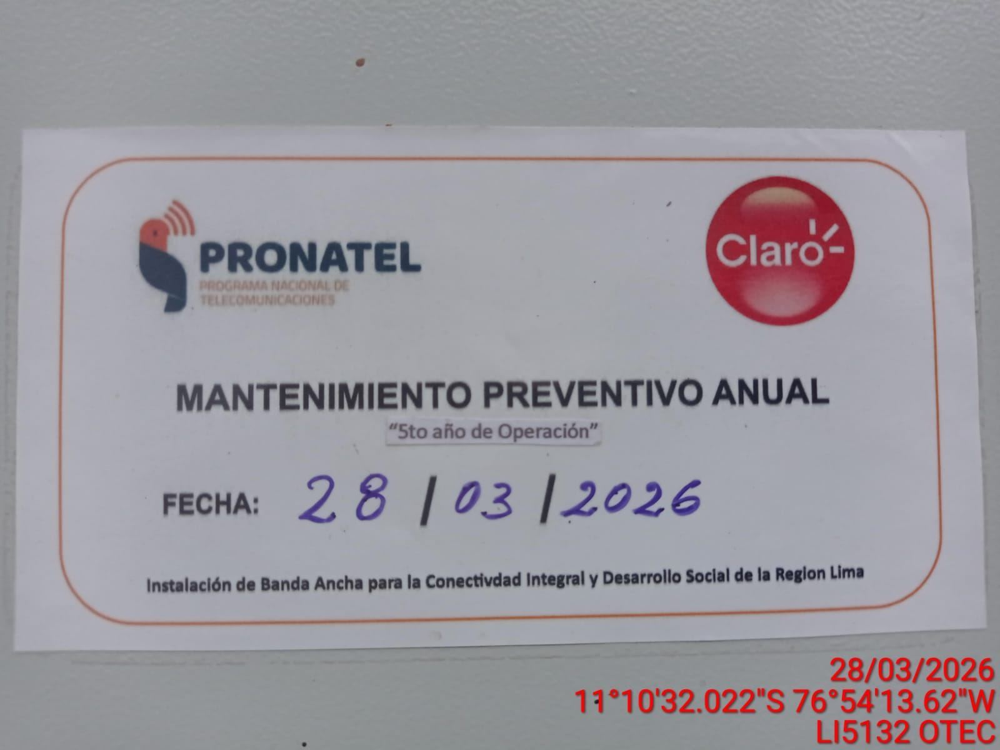 PRONATEL
PROGRAMA NACIONAL DE
TELECOMUNICACIONES
Claro
MANTENIMIENTO PREVENTIVO ANUAL
"5to año de Operación"
FECHA: 28 / 03 / 2026
Instalación de Banda Ancha para la Conectivdad Integral y Desarrollo Social de la Region Lima
28/03/2026
11°10'32.022"S 76°54'13.62"W
LI5132 OTEC